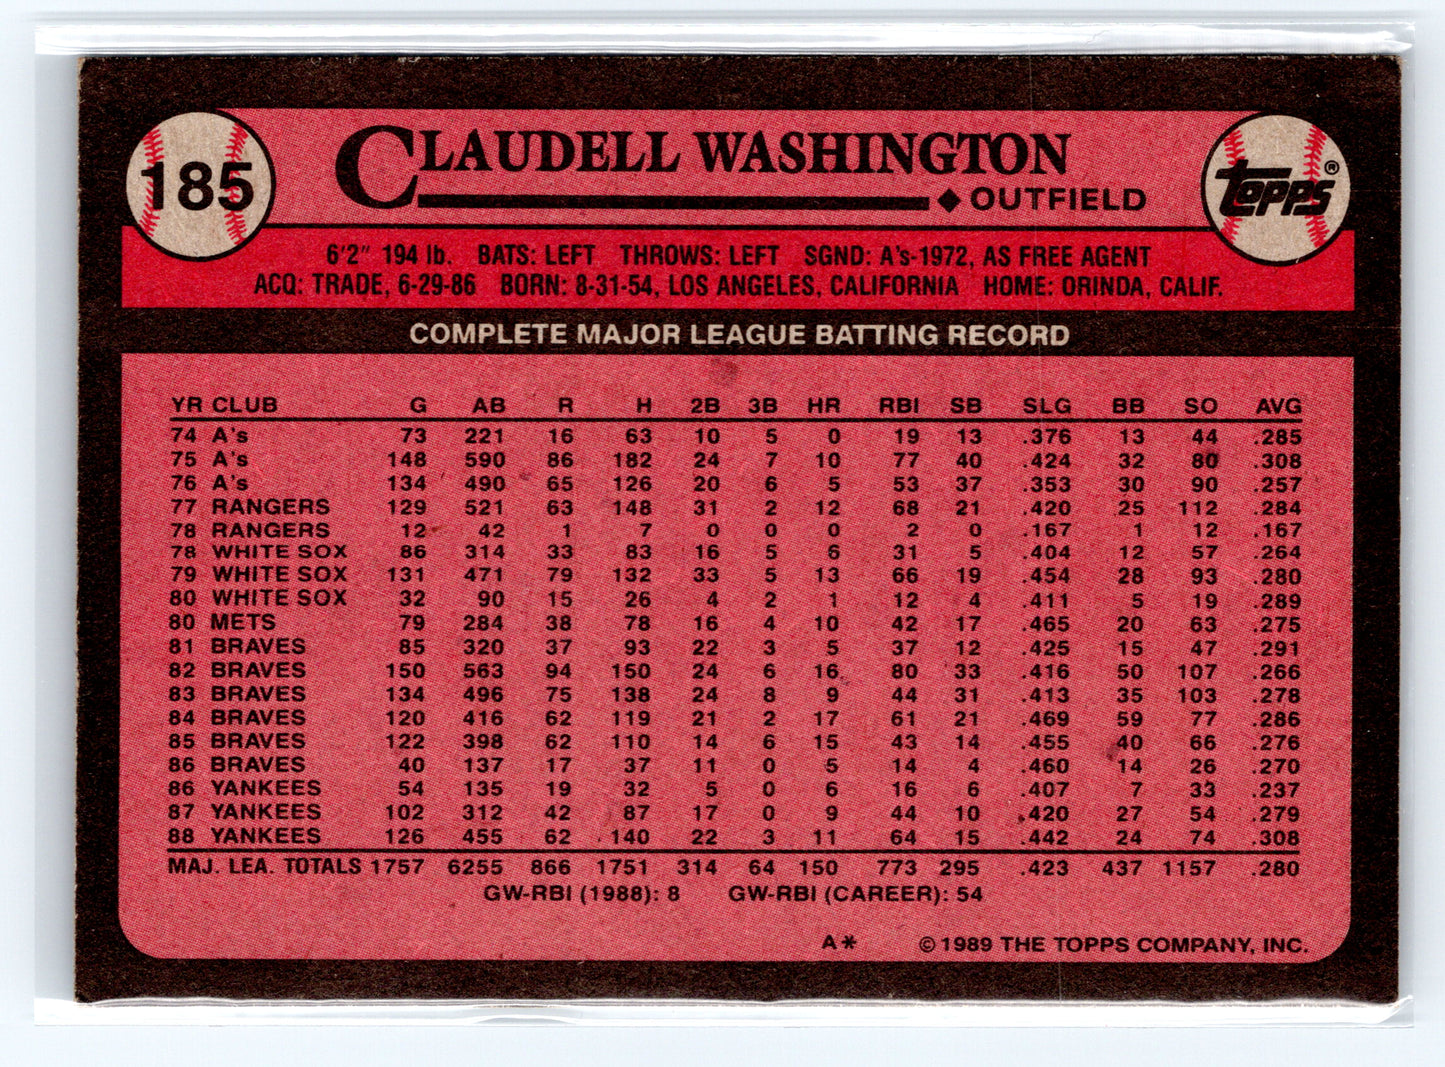 185
CLAUDELL WASHINGTON
◆ OUTFIELD
topps®
6'2" 194 lb. BATS: LEFT THROWS: LEFT SGND: A's-1972, AS FREE AGENT
ACQ: TRADE, 6-29-86 BORN: 8-31-54, LOS ANGELES, CALIFORNIA HOME: ORINDA, CALIF.
COMPLETE MAJOR LEAGUE BATTING RECORD
YR CLUB G AB R H 2B 3B HR RBI SB SLG BB SO AVG
74 A's 73 221 16 63 10 5 0 19 13 .376 13 44 .285
75 A's 148 590 86 182 24 7 10 77 40 .424 32 80 .308
76 A's 134 490 65 126 20 6 5 53 37 .353 30 90 .257
77 RANGERS 129 521 63 148 31 2 12 68 21 .420 25 112 .284
78 RANGERS 12 42 1 7 0 0 0 2 0 .167 1 12 .167
78 WHITE SOX 86 314 33 83 16 5 6 31 5 .404 12 57 .264
79 WHITE SOX 131 471 79 132 33 5 13 66 19 .454 28 93 .280
80 WHITE SOX 32 90 15 26 4 2 1 12 4 .411 5 19 .289
80 METS 79 284 38 78 16 4 10 42 17 .465 20 63 .275
81 BRAVES 85 320 37 93 22 3 5 37 12 .425 15 47 .291
82 BRAVES 150 563 94 150 24 6 16 80 33 .416 50 107 .266
83 BRAVES 134 496 75 138 24 8 9 44 31 .413 35 103 .278
84 BRAVES 120 416 62 119 21 2 17 61 21 .469 59 77 .286
85 BRAVES 122 398 62 110 14 6 15 43 14 .455 40 66 .276
86 BRAVES 40 137 17 37 11 0 5 14 4 .460 14 26 .270
86 YANKEES 54 135 19 32 5 0 6 16 6 .407 7 33 .237
87 YANKEES 102 312 42 87 17 0 9 44 10 .420 27 54 .279
88 YANKEES 126 455 62 140 22 3 11 64 15 .442 24 74 .308
MAJ. LEA. TOTALS 1757 6255 866 1751 314 64 150 773 295 .423 437 1157 .280
GW-RBI (1988): 8 GW-RBI (CAREER): 54
A* © 1989 THE TOPPS COMPANY, INC.